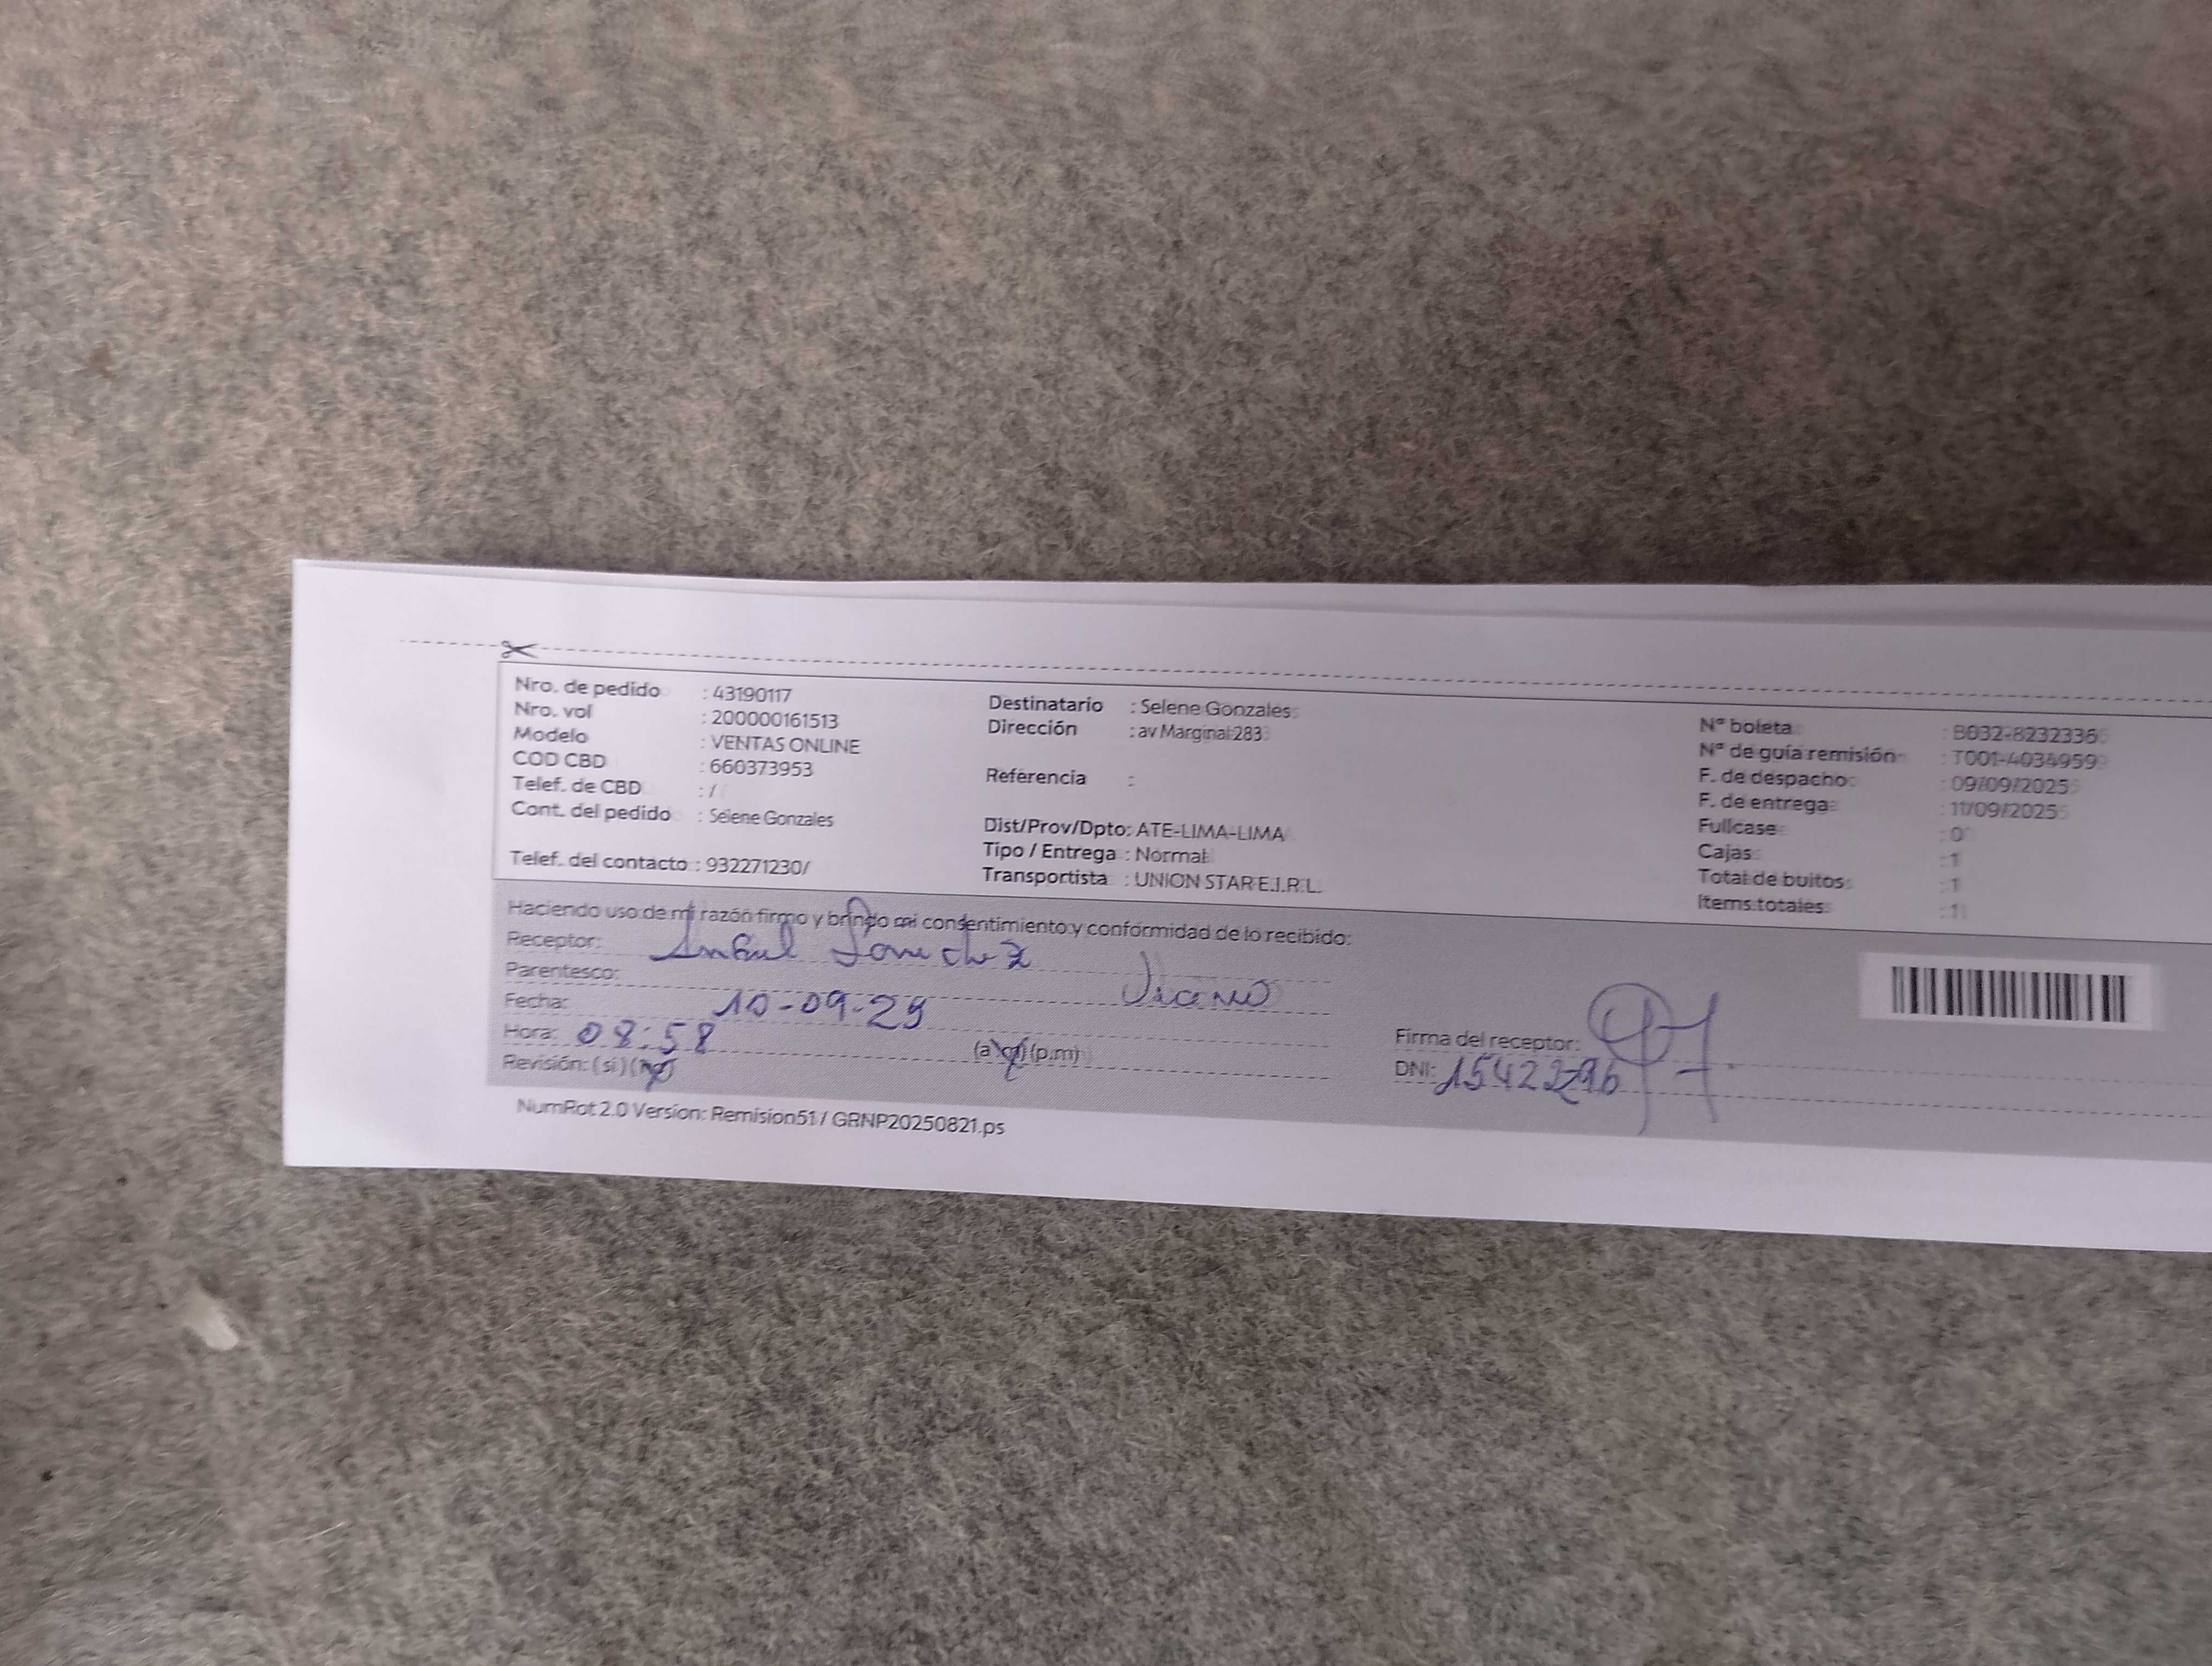 Nro. de pedido : 43190117
Nro. vol : 200000161513
Modelo : VENTAS ONLINE
COD CBD : 660373953
Telef. de CBD : /
Cont. del pedido : Selene Gonzales
Telef. del contacto : 932271230/
Destinatario : Selene Gonzales
Dirección : av Marginal 283
Referencia :
Dist/Prov/Dpto: ATE-LIMA-LIMA
Tipo / Entrega : Normal
Transportista : UNION STAR E.I.R.L.
N° boleta : B032-8232336
N° de guía remisión : T001-4034959
F. de despacho : 09/09/2025
F. de entrega : 11/09/2025
Fullcase : 0
Cajas : 1
Total de bultos : 1
Items totales : 1
Haciendo uso de mi razón firmo y brindo mi consentimiento y conformidad de lo recibido:
Receptor: Sanchez
Parentesco: Vecino
Fecha: 10-09-25
Hora: 08:58 (a.m) (p.m)
Revisión: (si) (no)
Firma del receptor:
DNI: 15422296
NumRot 2.0 Version: Remision51 / GRNP20250821.ps